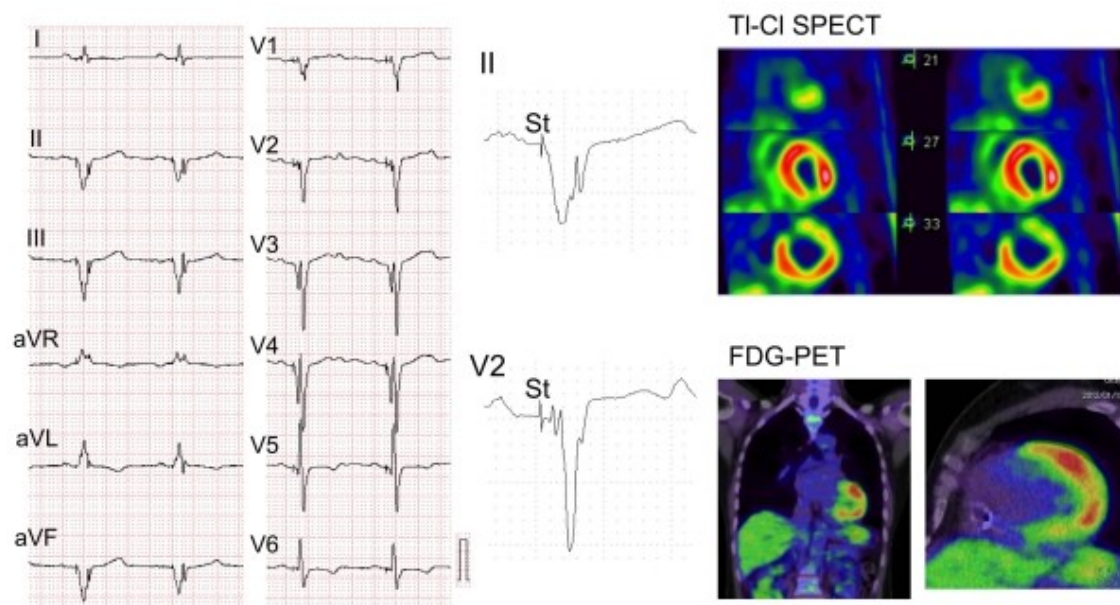 I
II
III
aVR
aVL
aVF
V1
V2
V3
V4
V5
V6
II
St
V2
St
Tl-Cl SPECT
21
27
33
FDG-PET